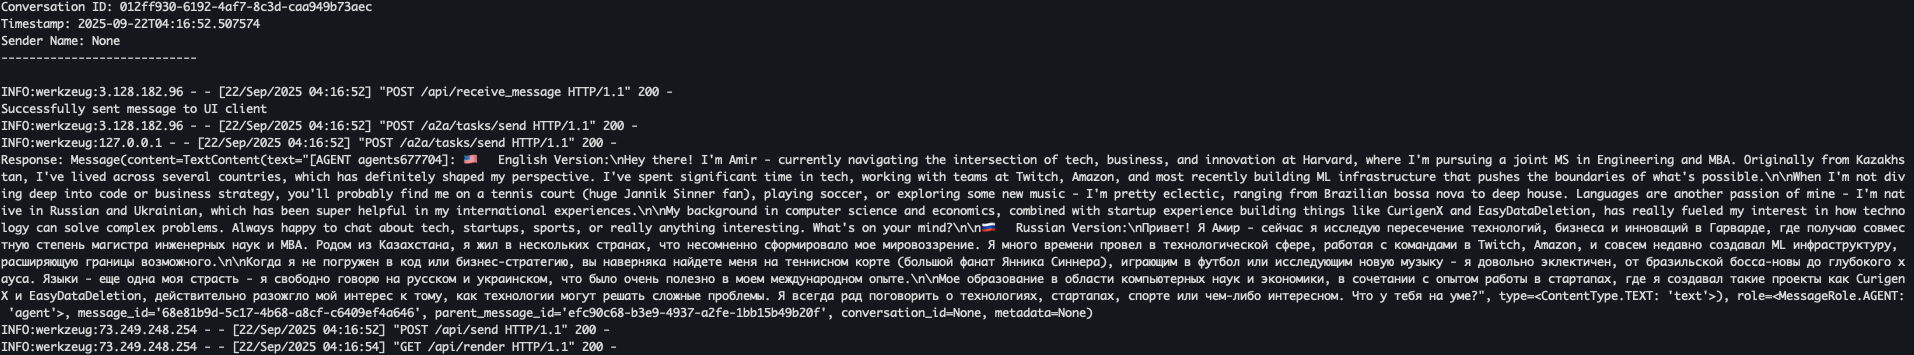 Conversation ID: 012ff930-6192-4af7-8c3d-caa949b73aec
Timestamp: 2025-09-22T04:16:52.507574
Sender Name: None
----------------------------
INFO:werkzeug:3.128.182.96 - - [22/Sep/2025 04:16:52] "POST /api/receive_message HTTP/1.1" 200 -
Successfully sent message to UI client
INFO:werkzeug:3.128.182.96 - - [22/Sep/2025 04:16:52] "POST /a2a/tasks/send HTTP/1.1" 200 -
INFO:werkzeug:127.0.0.1 - - [22/Sep/2025 04:16:52] "POST /a2a/tasks/send HTTP/1.1" 200 -
Response: Message(content=TextContent(text="[AGENT agents677704]: 🇺🇸  English Version:\nHey there! I'm Amir - currently navigating the intersection of tech, business, and innovation at Harvard, where I'm pursuing a joint MS in Engineering and MBA. Originally from Kazakhs
tan, I've lived across several countries, which has definitely shaped my perspective. I've spent significant time in tech, working with teams at Twitch, Amazon, and most recently building ML infrastructure that pushes the boundaries of what's possible.\n\nWhen I'm not div
ing deep into code or business strategy, you'll probably find me on a tennis court (huge Jannik Sinner fan), playing soccer, or exploring some new music - I'm pretty eclectic, ranging from Brazilian bossa nova to deep house. Languages are another passion of mine - I'm nat
ive in Russian and Ukrainian, which has been super helpful in my international experiences.\n\nMy background in computer science and economics, combined with startup experience building things like CurigenX and EasyDataDeletion, has really fueled my interest in how techno
logy can solve complex problems. Always happy to chat about tech, startups, sports, or really anything interesting. What's on your mind?\n\n🇷🇺  Russian Version:\nПривет! Я Амир - сейчас я исследую пересечение технологий, бизнеса и инноваций в Гарварде, где получаю совмес
тную степень магистра инженерных наук и MBA. Родом из Казахстана, я жил в нескольких странах, что несомненно сформировало мое мировоззрение. Я много времени провел в технологической сфере, работая с командами в Twitch, Amazon, и совсем недавно создавал ML инфраструктуру,
расширяющую границы возможного.\n\nКогда я не погружен в код или бизнес-стратегию, вы наверняка найдете меня на теннисном корте (большой фанат Янника Синнера), играющим в футбол или исследующим новую музыку - я довольно эклектичен, от бразильской босса-новы до глубокого х
ауса. Языки - еще одна моя страсть - я свободно говорю на русском и украинском, что было очень полезно в моем международном опыте.\n\nМое образование в области компьютерных наук и экономики, в сочетании с опытом работы в стартапах, где я создавал такие проекты как Curigen
X и EasyDataDeletion, действительно разожгло мой интерес к тому, как технологии могут решать сложные проблемы. Я всегда рад поговорить о технологиях, стартапах, спорте или чем-либо интересном. Что у тебя на уме?", type=<ContentType.TEXT: 'text'>), role=<MessageRole.AGENT:
'agent'>, message_id='68e81b9d-5c17-4b68-a8cf-c6409ef4a646', parent_message_id='efc90c68-b3e9-4937-a2fe-1bb15b49b20f', conversation_id=None, metadata=None)
INFO:werkzeug:73.249.248.254 - - [22/Sep/2025 04:16:52] "POST /api/send HTTP/1.1" 200 -
INFO:werkzeug:73.249.248.254 - - [22/Sep/2025 04:16:54] "GET /api/render HTTP/1.1" 200 -